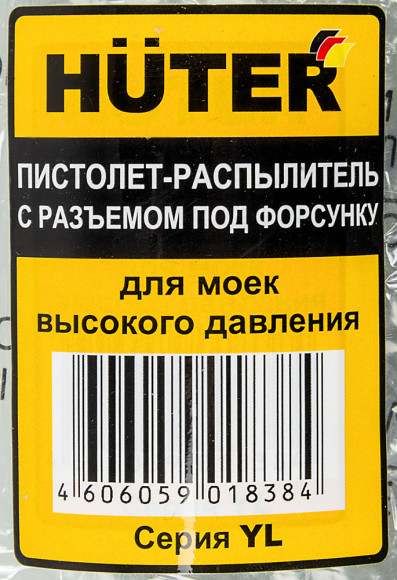 HÜTER
ПИСТОЛЕТ-РАСПЫЛИТЕЛЬ
С РАЗЪЕМОМ ПОД ФОРСУНКУ
для моек
высокого давления
4 606059 018384
Серия YL